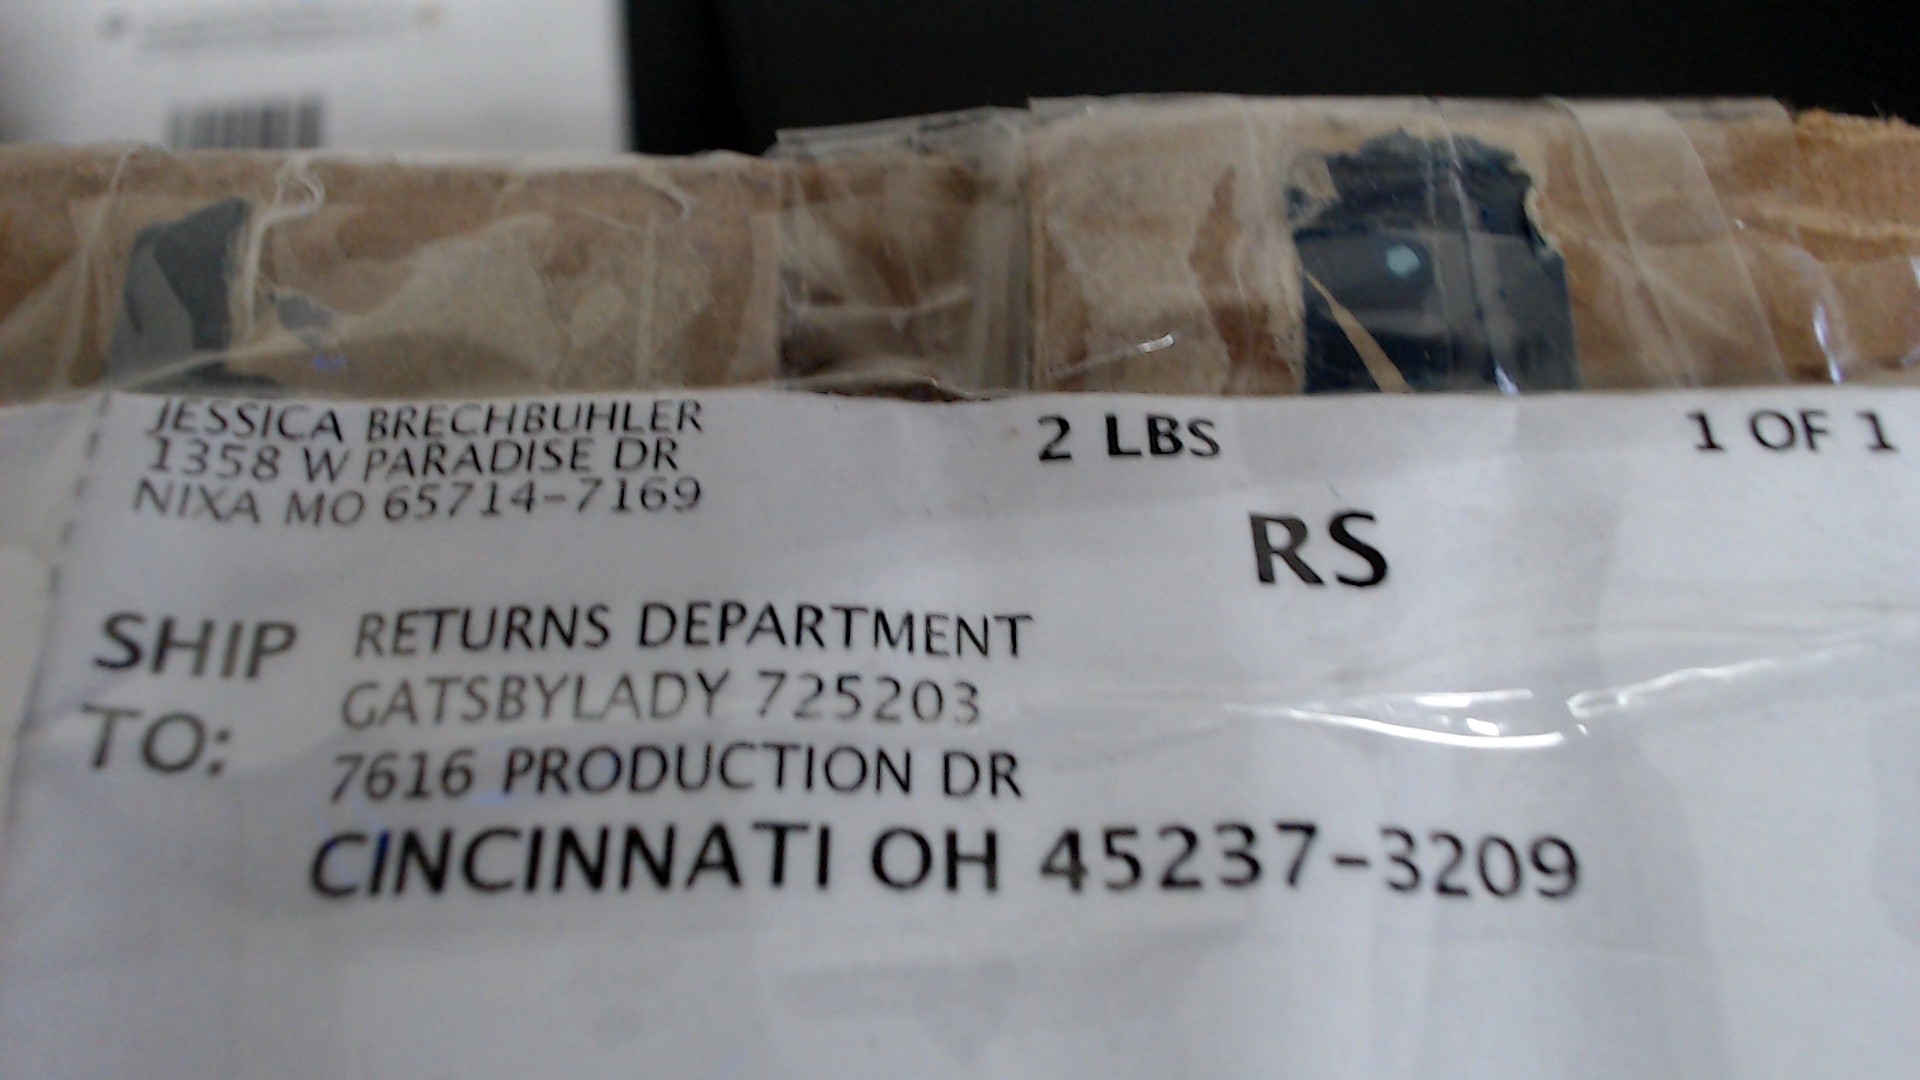 JESSICA BRECHBUHLER
1358 W PARADISE DR
NIXA MO 65714-7169
2 LBS
1 OF 1
RS
SHIP TO:
RETURNS DEPARTMENT
GATSBYLADY 725203
7616 PRODUCTION DR
CINCINNATI OH 45237-3209